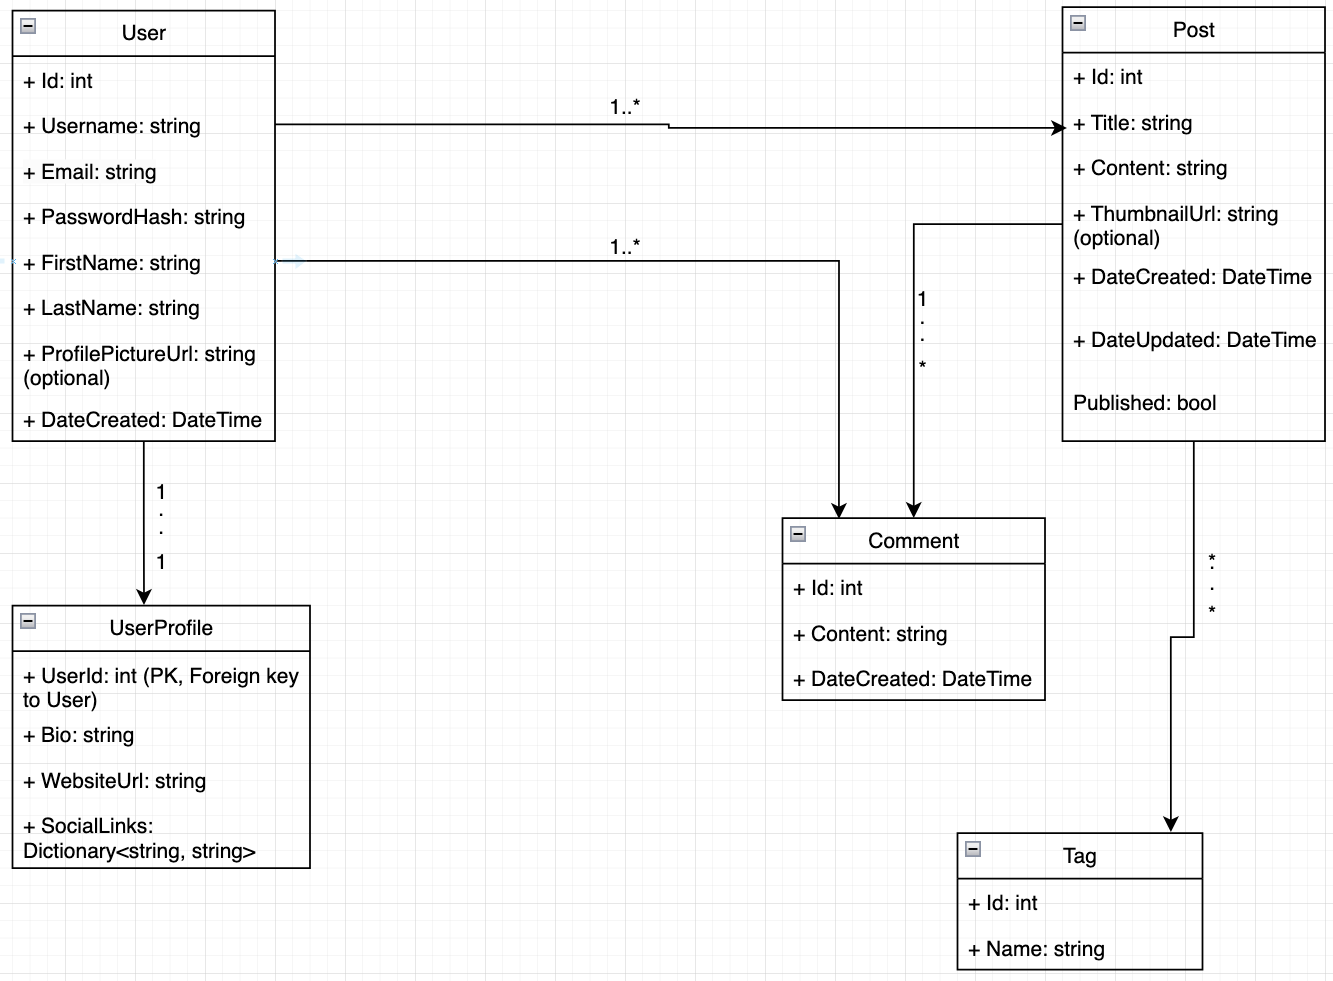 User
+ Id: int
+ Username: string
+ Email: string
+ PasswordHash: string
+ FirstName: string
+ LastName: string
+ ProfilePictureUrl: string
(optional)
+ DateCreated: DateTime
1..*
1..*
Post
+ Id: int
+ Title: string
+ Content: string
+ ThumbnailUrl: string
(optional)
+ DateCreated: DateTime
+ DateUpdated: DateTime
Published: bool
1
.
.
*
1
.
.
1
*
.
.
*
UserProfile
+ UserId: int (PK, Foreign key
to User)
+ Bio: string
+ WebsiteUrl: string
+ SocialLinks:
Dictionary<string, string>
Comment
+ Id: int
+ Content: string
+ DateCreated: DateTime
Tag
+ Id: int
+ Name: string